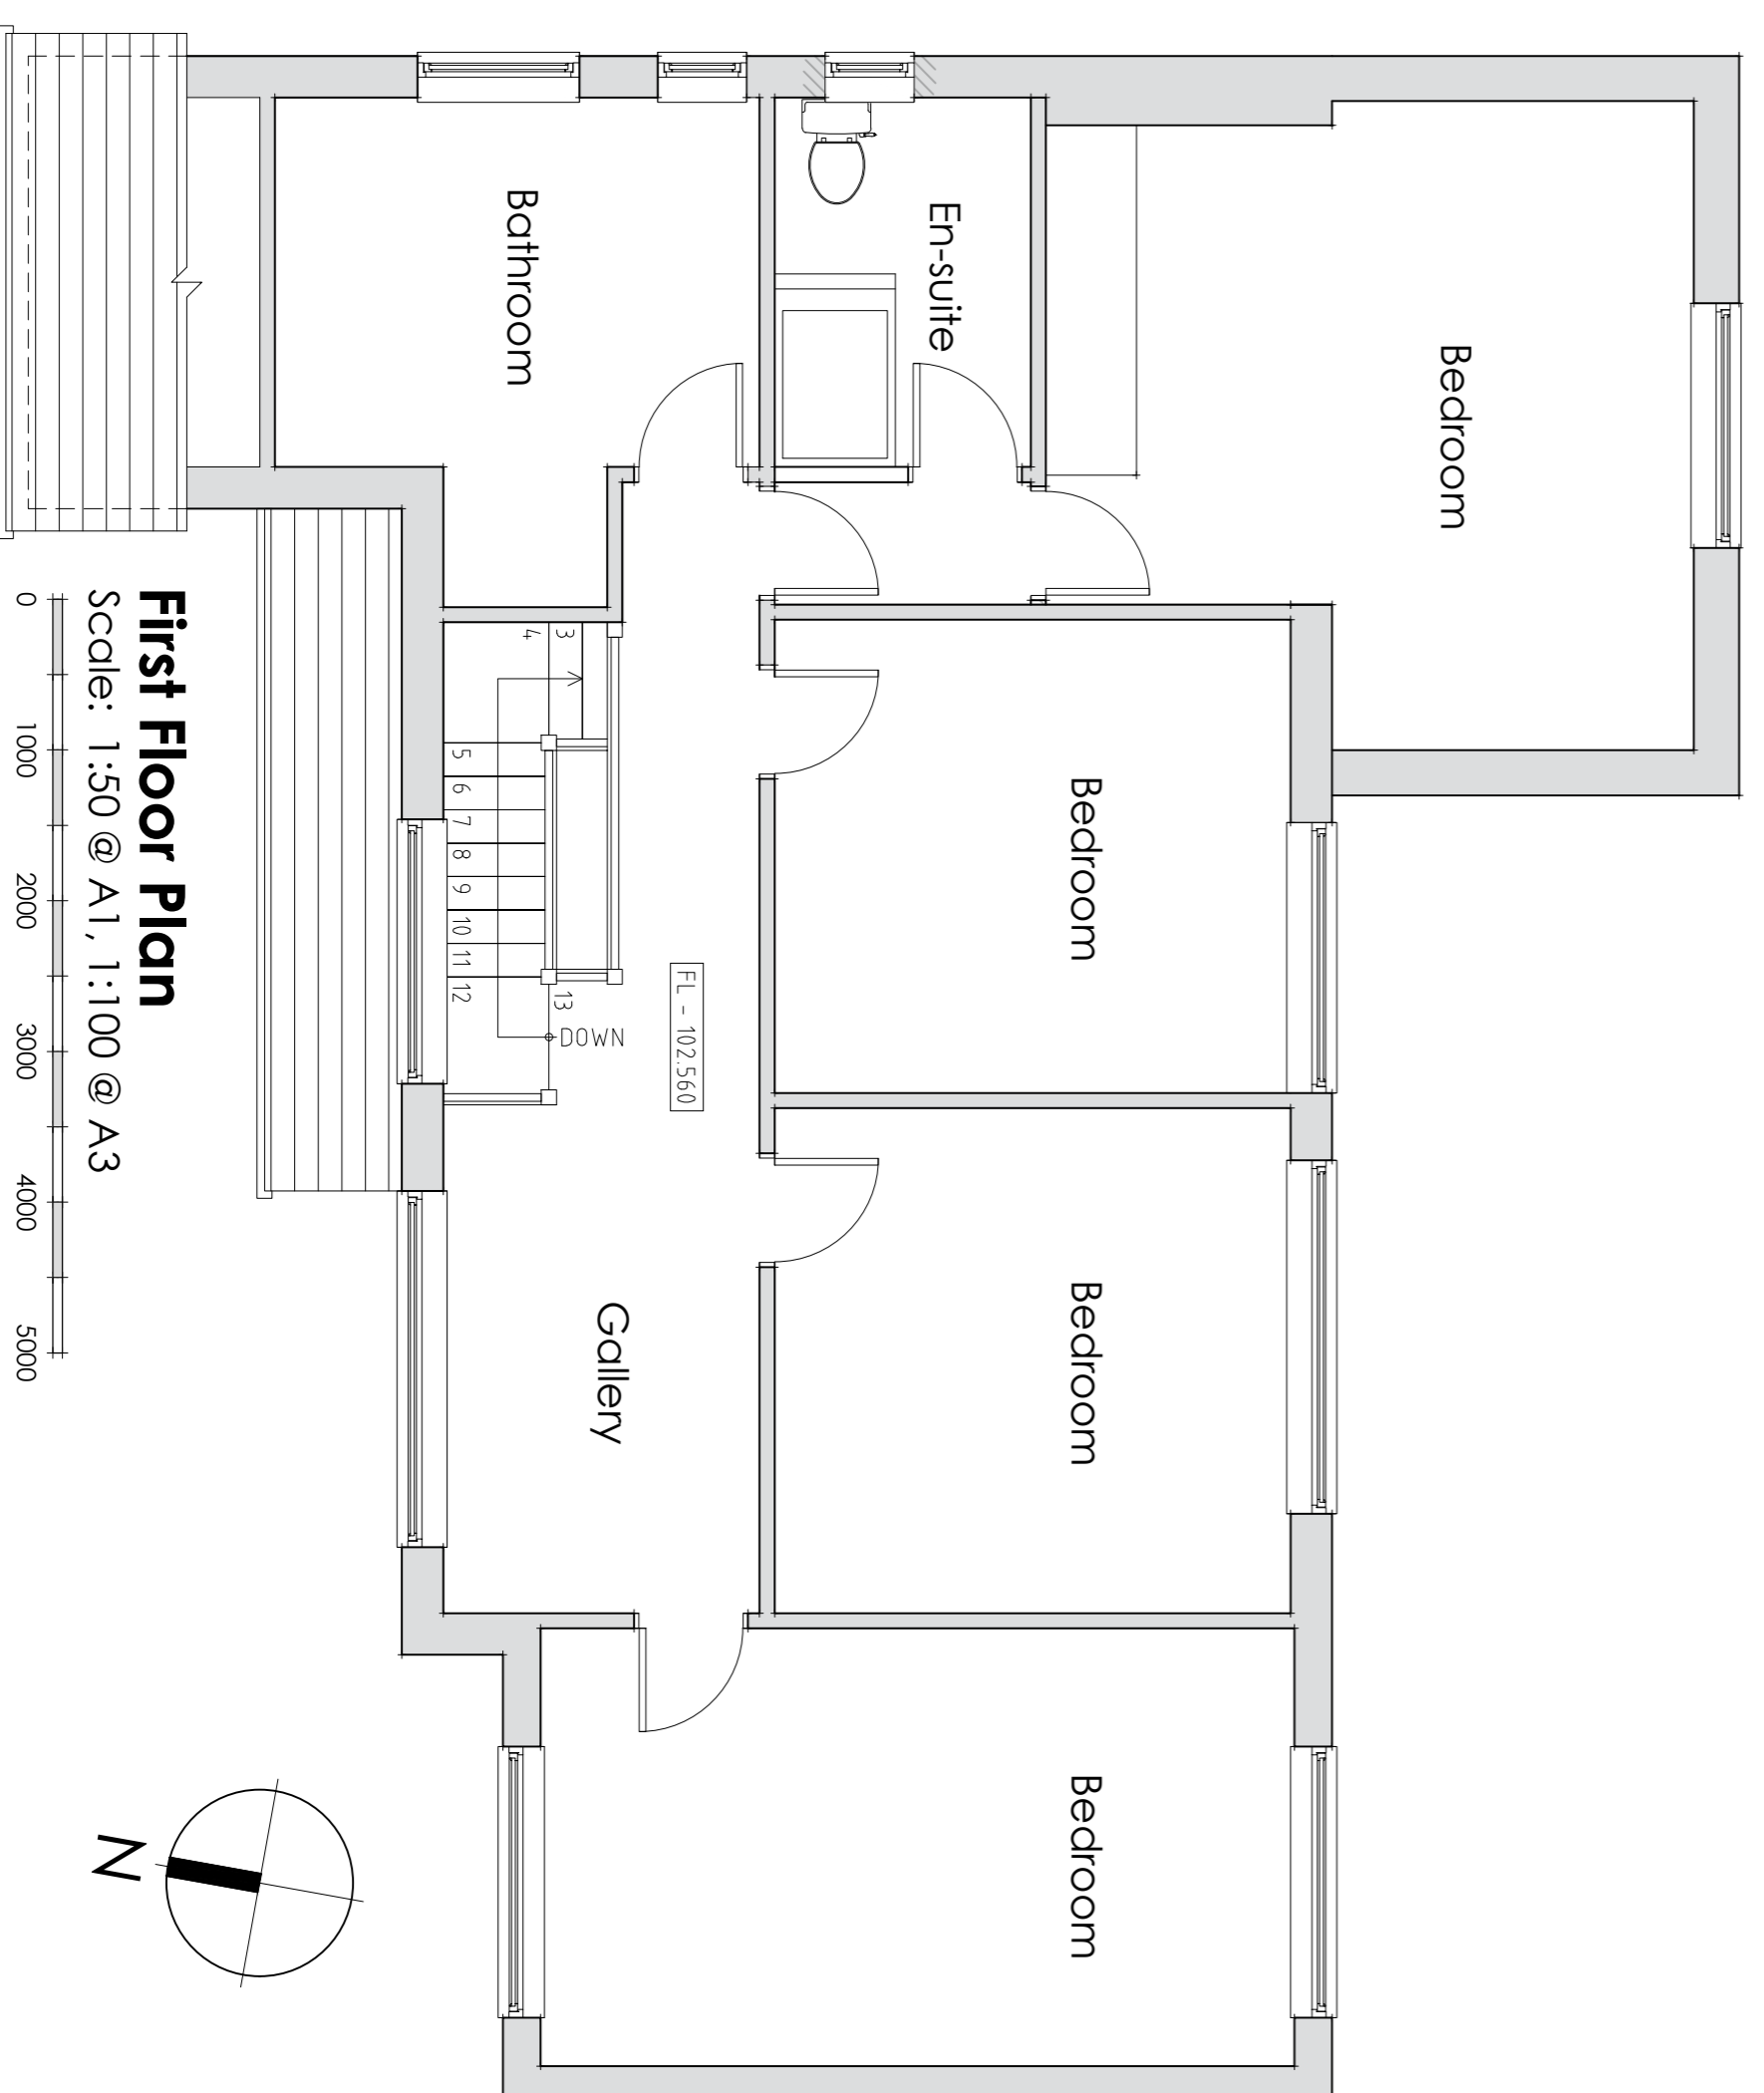 Bedroom
Bedroom
Bedroom
Bedroom
En-suite
Bathroom
FL - 102.560
Gallery
3
4
5
6
7
8
9
10
11
12
13
DOWN
First Floor Plan
Scale: 1:50 @ A1, 1:100 @ A3
0 1000 2000 3000 4000 5000
N